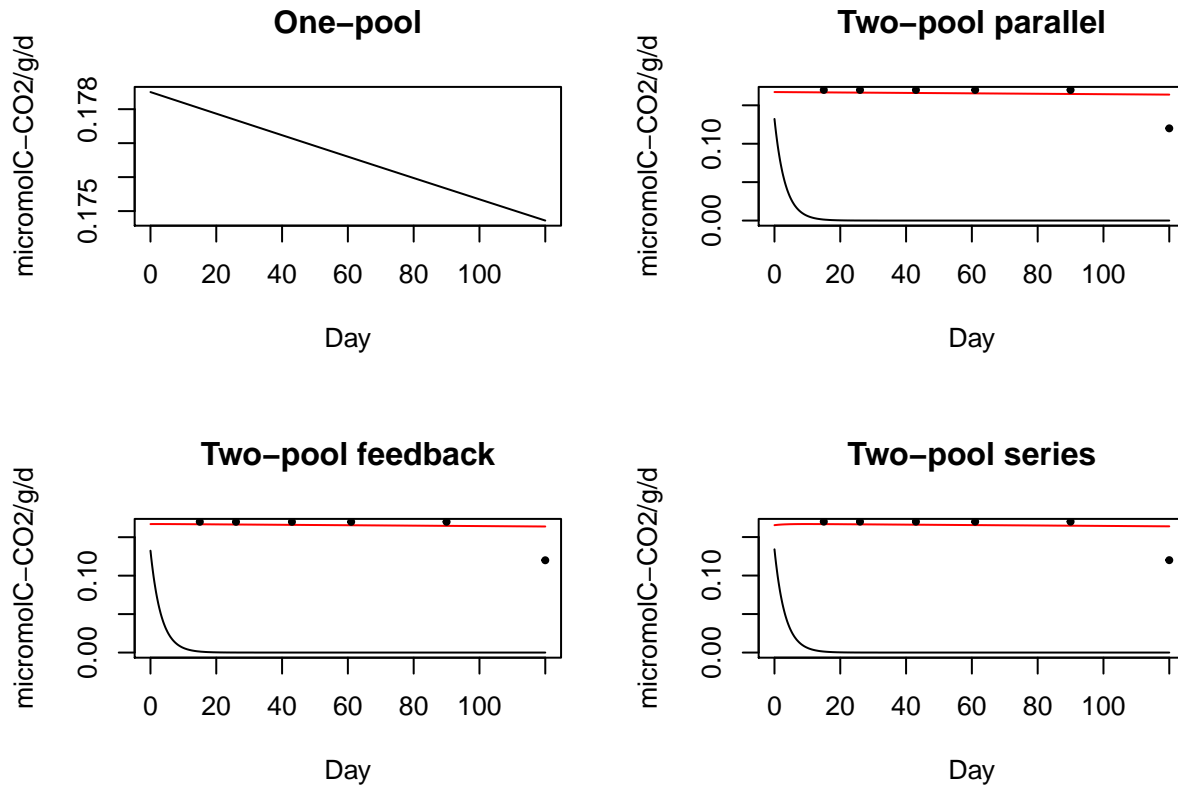 One−pool
micromolC−CO2/g/d
0.178
0.175
0 20 40 60 80 100
Day
Two−pool parallel
micromolC−CO2/g/d
0.10
0.00
0 20 40 60 80 100
Day
Two−pool feedback
micromolC−CO2/g/d
0.10
0.00
0 20 40 60 80 100
Day
Two−pool series
micromolC−CO2/g/d
0.10
0.00
0 20 40 60 80 100
Day